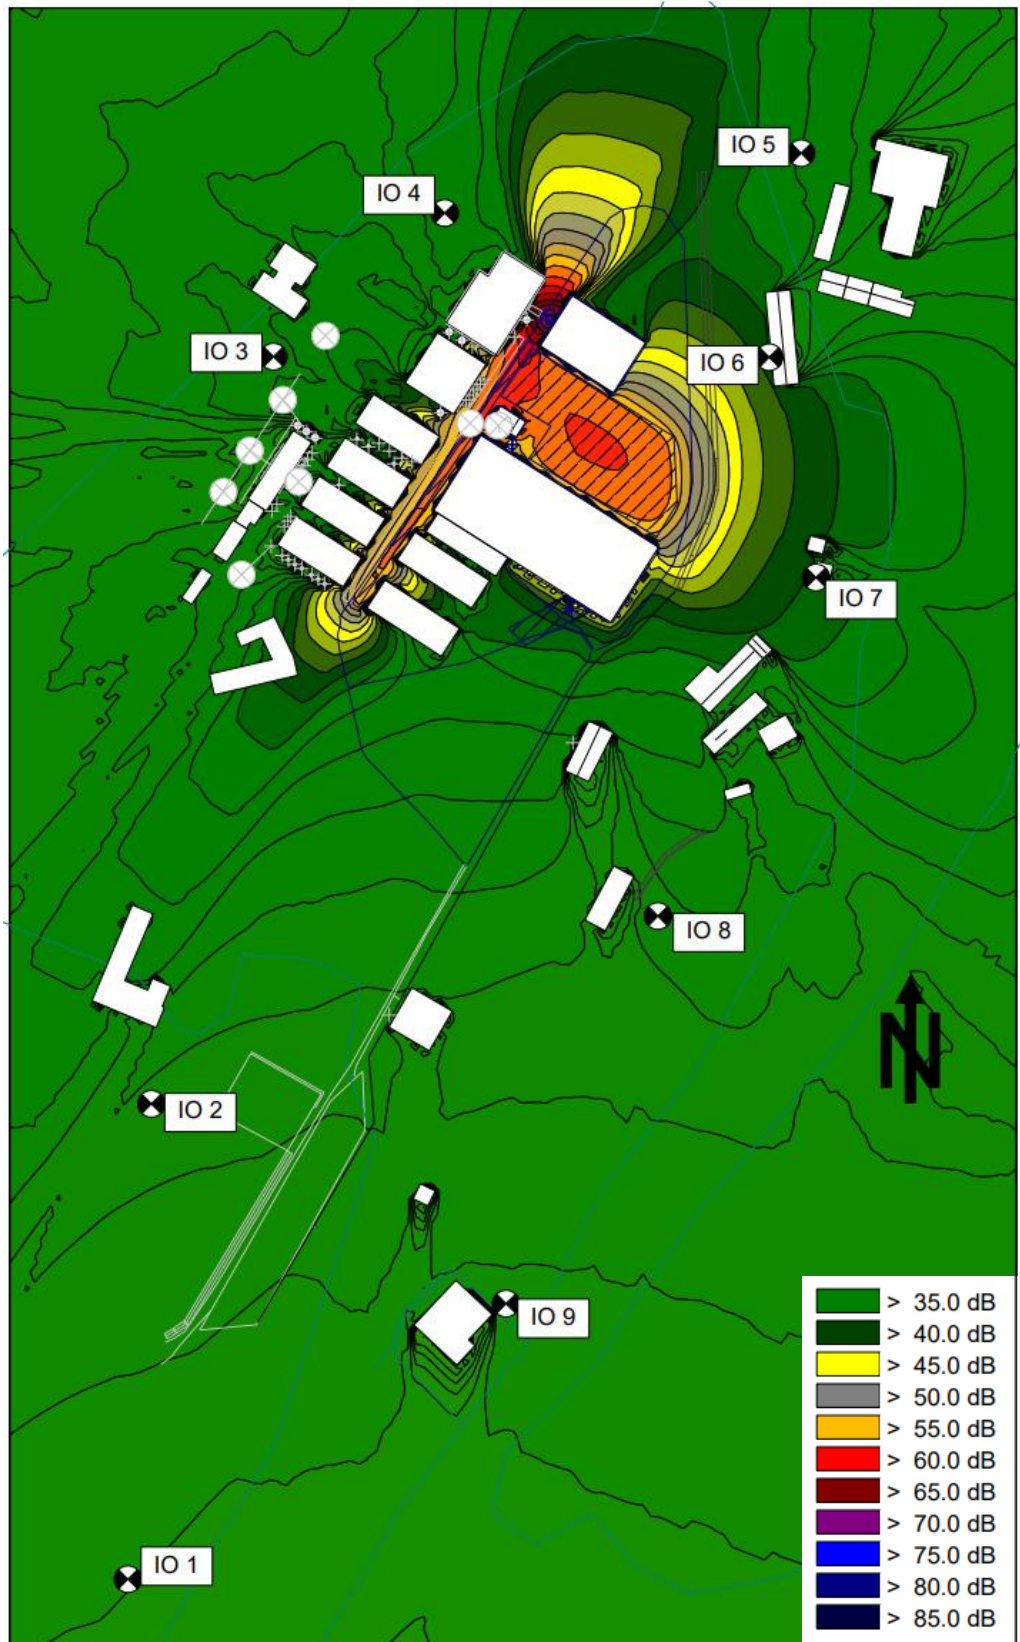 IO 5
IO 4
IO 3
IO 6
IO 7
IO 8
N
IO 2
IO 9
IO 1
> 35.0 dB
> 40.0 dB
> 45.0 dB
> 50.0 dB
> 55.0 dB
> 60.0 dB
> 65.0 dB
> 70.0 dB
> 75.0 dB
> 80.0 dB
> 85.0 dB